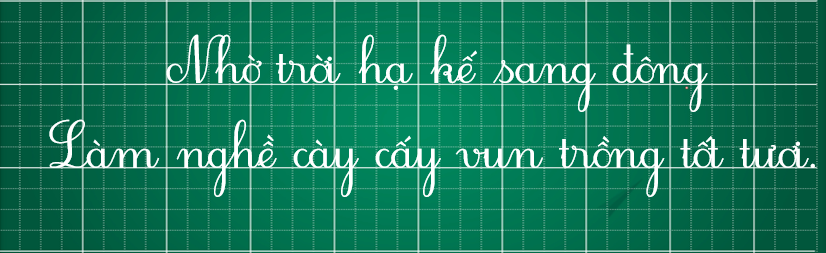 Nhờ trời hạ kế sang đông
Làm nghề cày cấy vun trồng tốt tươi.